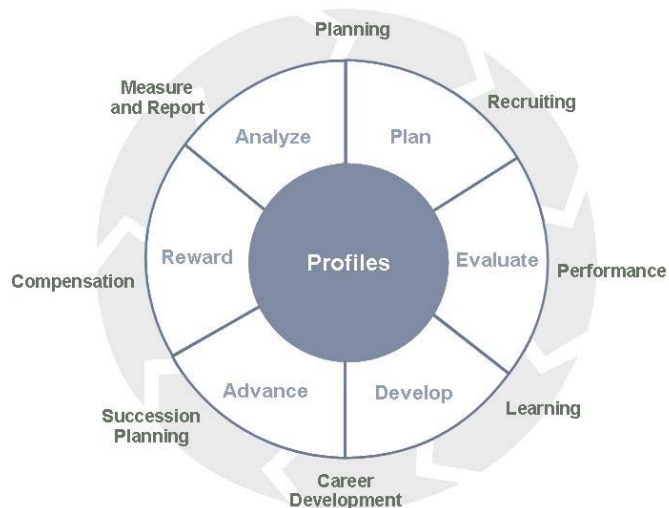 Planning
Measure
and Report
Recruiting
Analyze
Plan
Reward
Profiles
Evaluate
Compensation
Performance
Advance
Develop
Succession
Planning
Learning
Career
Development